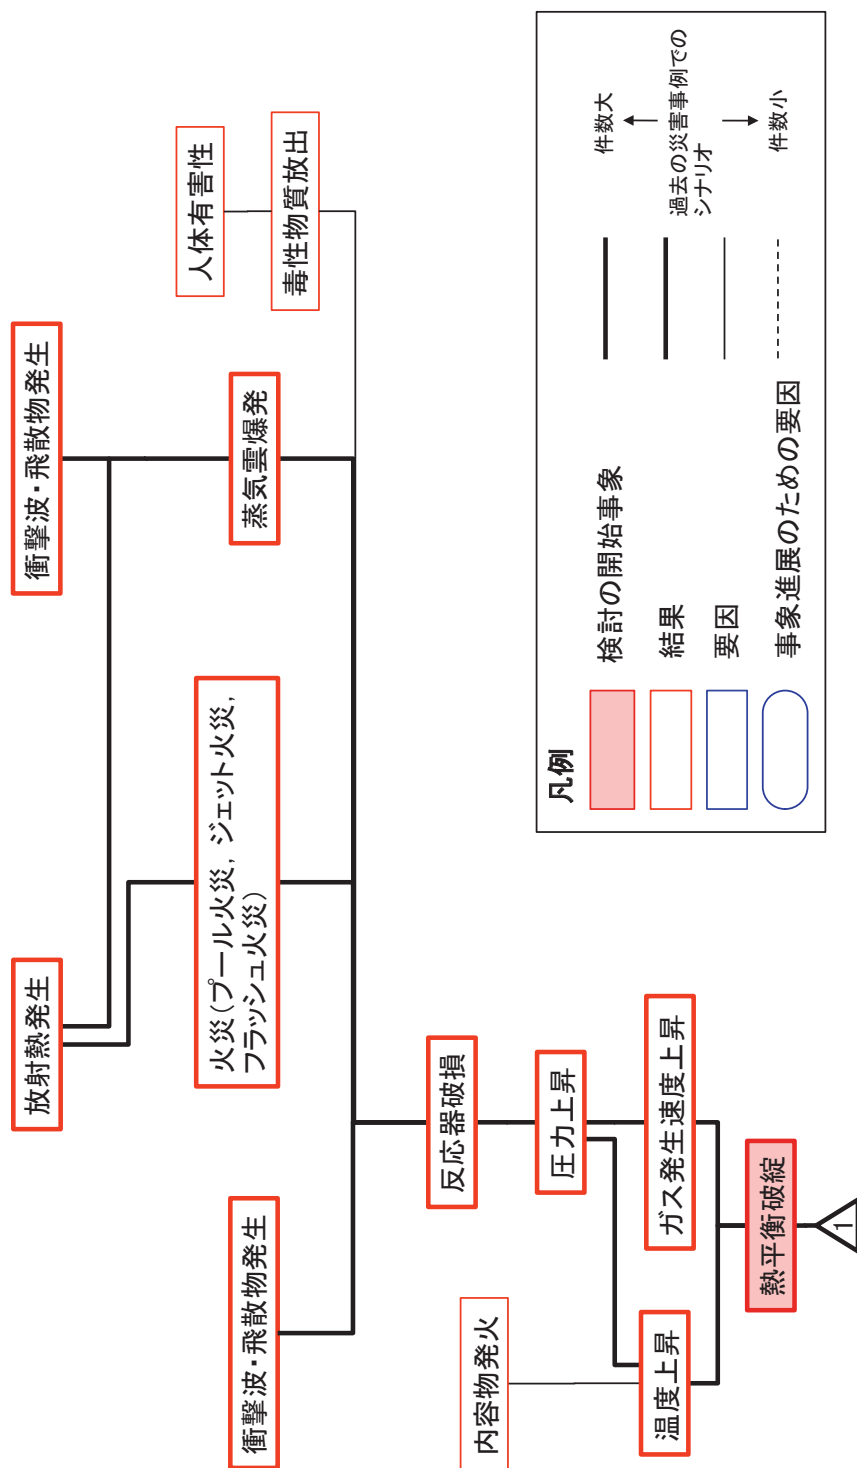 衝撃波・飛散物発生
放射熱発生
衝撃波・飛散物発生
火災(プール火災, ジェット火災,
フラッシュ火災)
蒸気雲爆発
人体有害性
毒性物質放出
反応器破損
内容物発火
圧力上昇
温度上昇
ガス発生速度上昇
熱平衡破綻
1
凡例
検討の開始事象
結果
要因
事象進展のための要因
件数大
過去の災害事例での
シナリオ
件数小